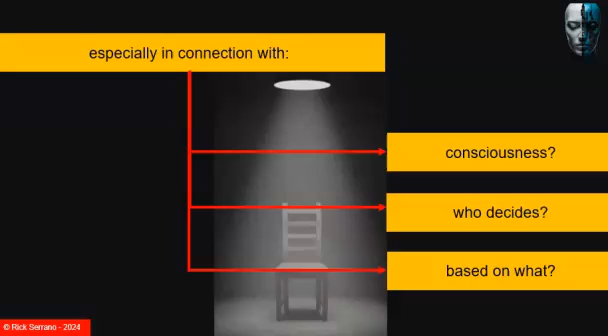 especially in connection with:
consciousness?
who decides?
based on what?
© Rick Serrano - 2024